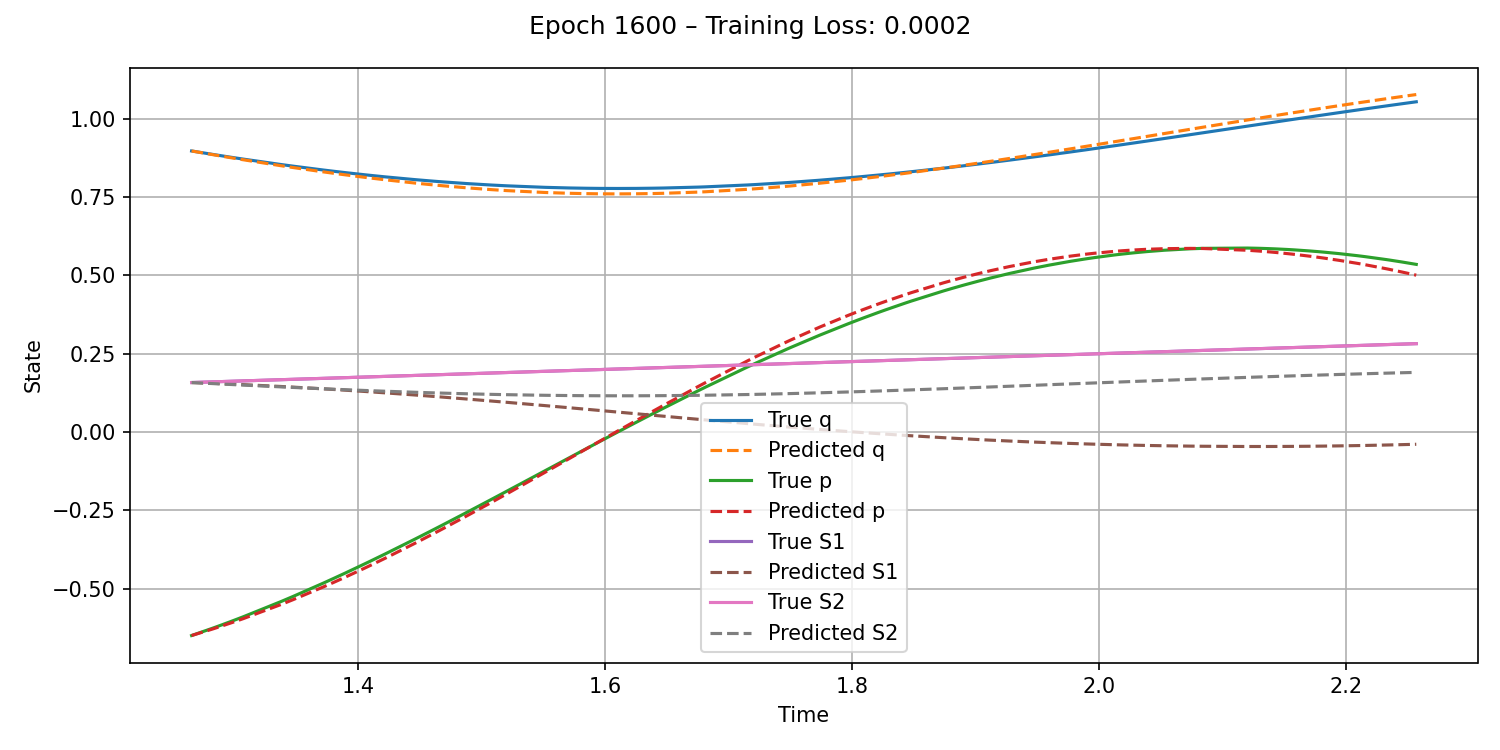 Epoch 1600 – Training Loss: 0.0002
1.00
0.75
0.50
0.25
0.00
−0.25
−0.50
State
True q
Predicted q
True p
Predicted p
True S1
Predicted S1
True S2
Predicted S2
1.4 1.6 1.8 2.0 2.2
Time